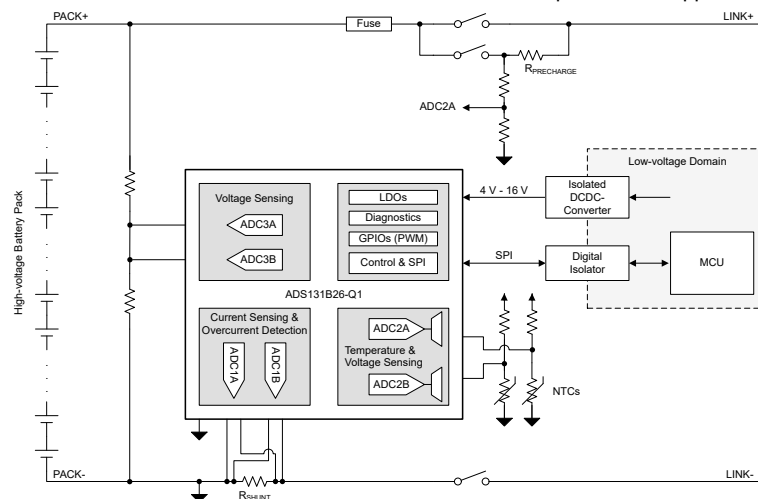 PACK+
Fuse
LINK+
RPRECHARGE
ADC2A
Low-voltage Domain
High-voltage Battery Pack
Voltage Sensing
ADC3A
ADC3B
LDOs
Diagnostics
GPIOs (PWM)
Control & SPI
4 V - 16 V
Isolated
DCDC-
Converter
SPI
Digital
Isolator
MCU
ADS131B26-Q1
Current Sensing &
Overcurrent Detection
ADC1A
ADC1B
ADC2A
Temperature &
Voltage Sensing
ADC2B
NTCs
PACK-
RSHUNT
LINK-